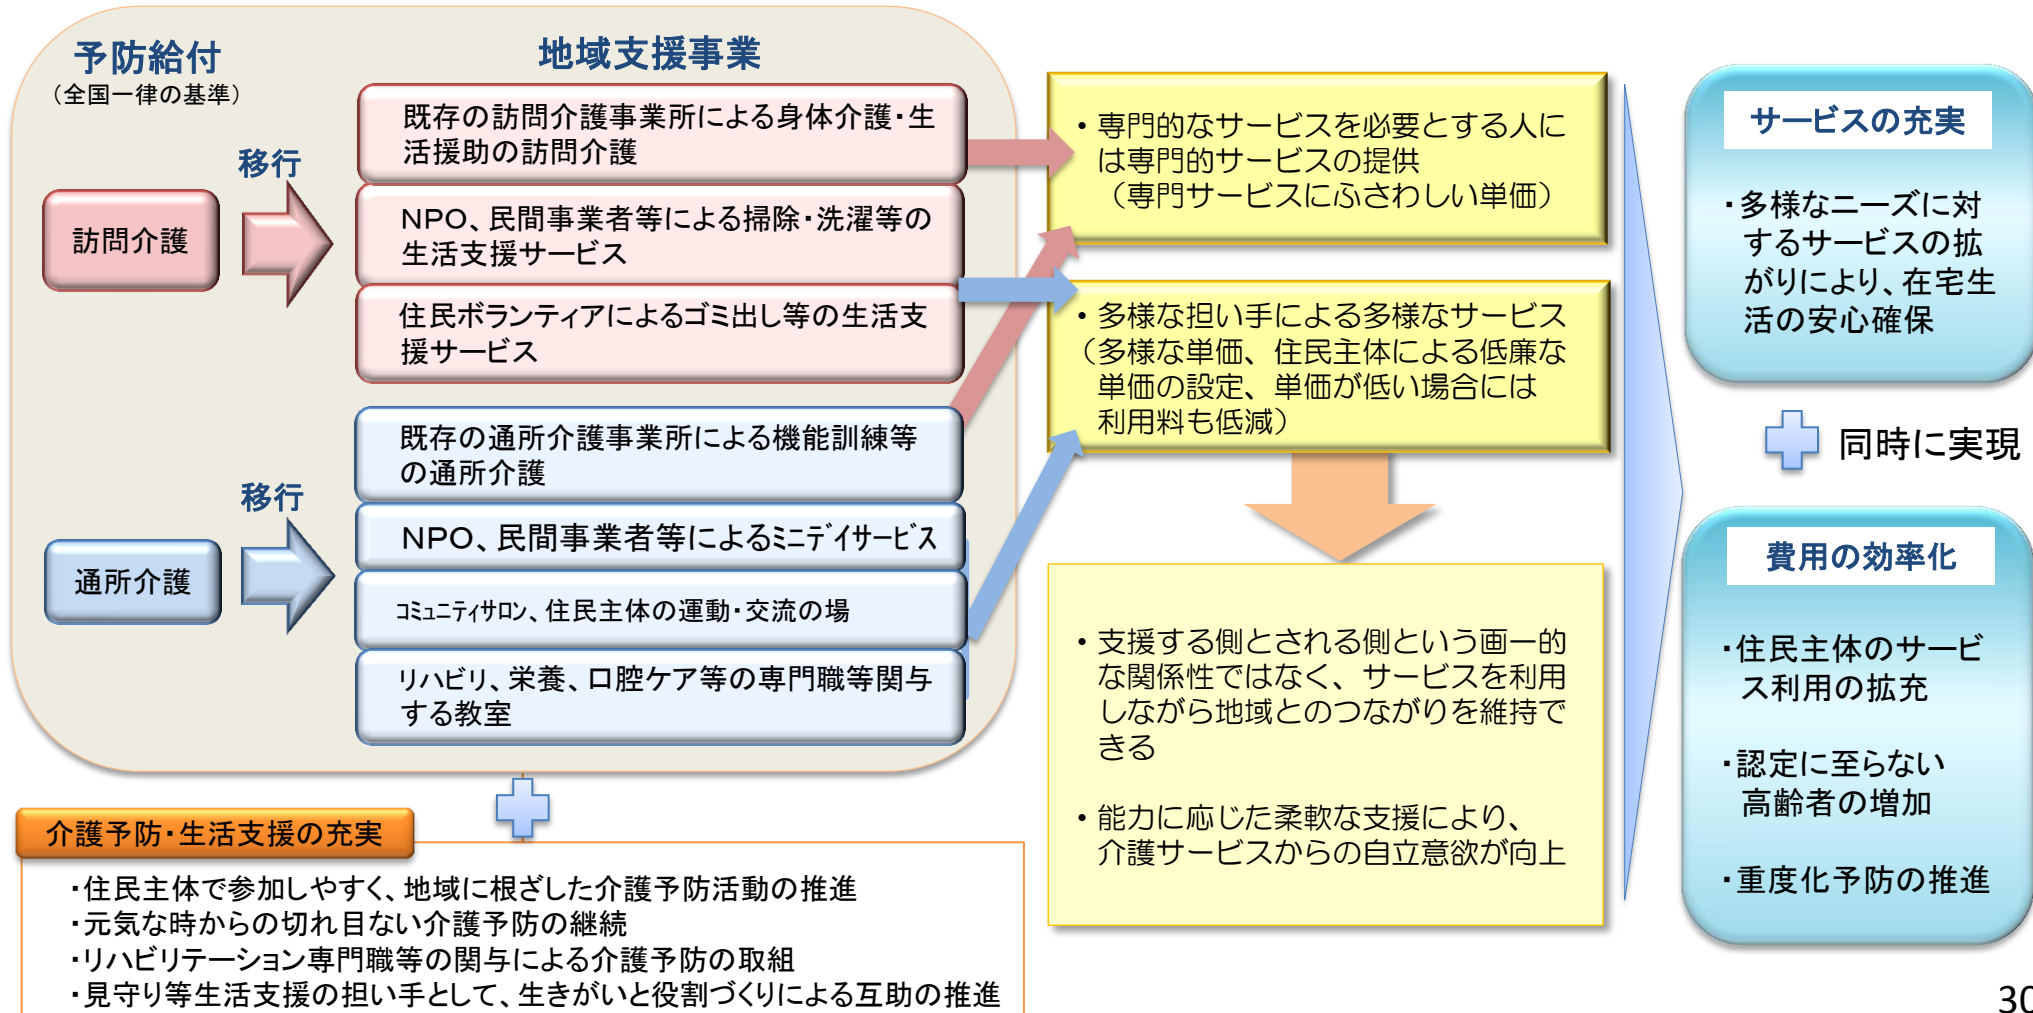 予防給付
（全国一律の基準）
地域支援事業
移行
訪問介護
既存の訪問介護事業所による身体介護・生
活援助の訪問介護
ＮＰＯ、民間事業者等による掃除・洗濯等の
生活支援サービス
住民ボランティアによるゴミ出し等の生活支
援サービス
移行
通所介護
既存の通所介護事業所による機能訓練等
の通所介護
ＮＰＯ、民間事業者等によるﾐﾆﾃﾞｲｻｰﾋﾞｽ
ｺﾐｭﾆﾃｨサロン、住民主体の運動・交流の場
リハビリ、栄養、口腔ケア等の専門職等関与
する教室
・専門的なサービスを必要とする人に
は専門的サービスの提供
（専門サービスにふさわしい単価）
・多様な担い手による多様なサービス
（多様な単価、住民主体による低廉な
単価の設定、単価が低い場合には
利用料も低減）
・支援する側とされる側という画一的
な関係性ではなく、サービスを利用
しながら地域とのつながりを維持で
きる
・能力に応じた柔軟な支援により、
介護サービスからの自立意欲が向上
サービスの充実
・多様なニーズに対
するサービスの拡
がりにより、在宅生
活の安心確保
同時に実現
費用の効率化
・住民主体のサービ
ス利用の拡充
・認定に至らない
高齢者の増加
・重度化予防の推進
介護予防・生活支援の充実
・住民主体で参加しやすく、地域に根ざした介護予防活動の推進
・元気な時からの切れ目ない介護予防の継続
・リハビリテーション専門職等の関与による介護予防の取組
・見守り等生活支援の担い手として、生きがいと役割づくりによる互助の推進
30